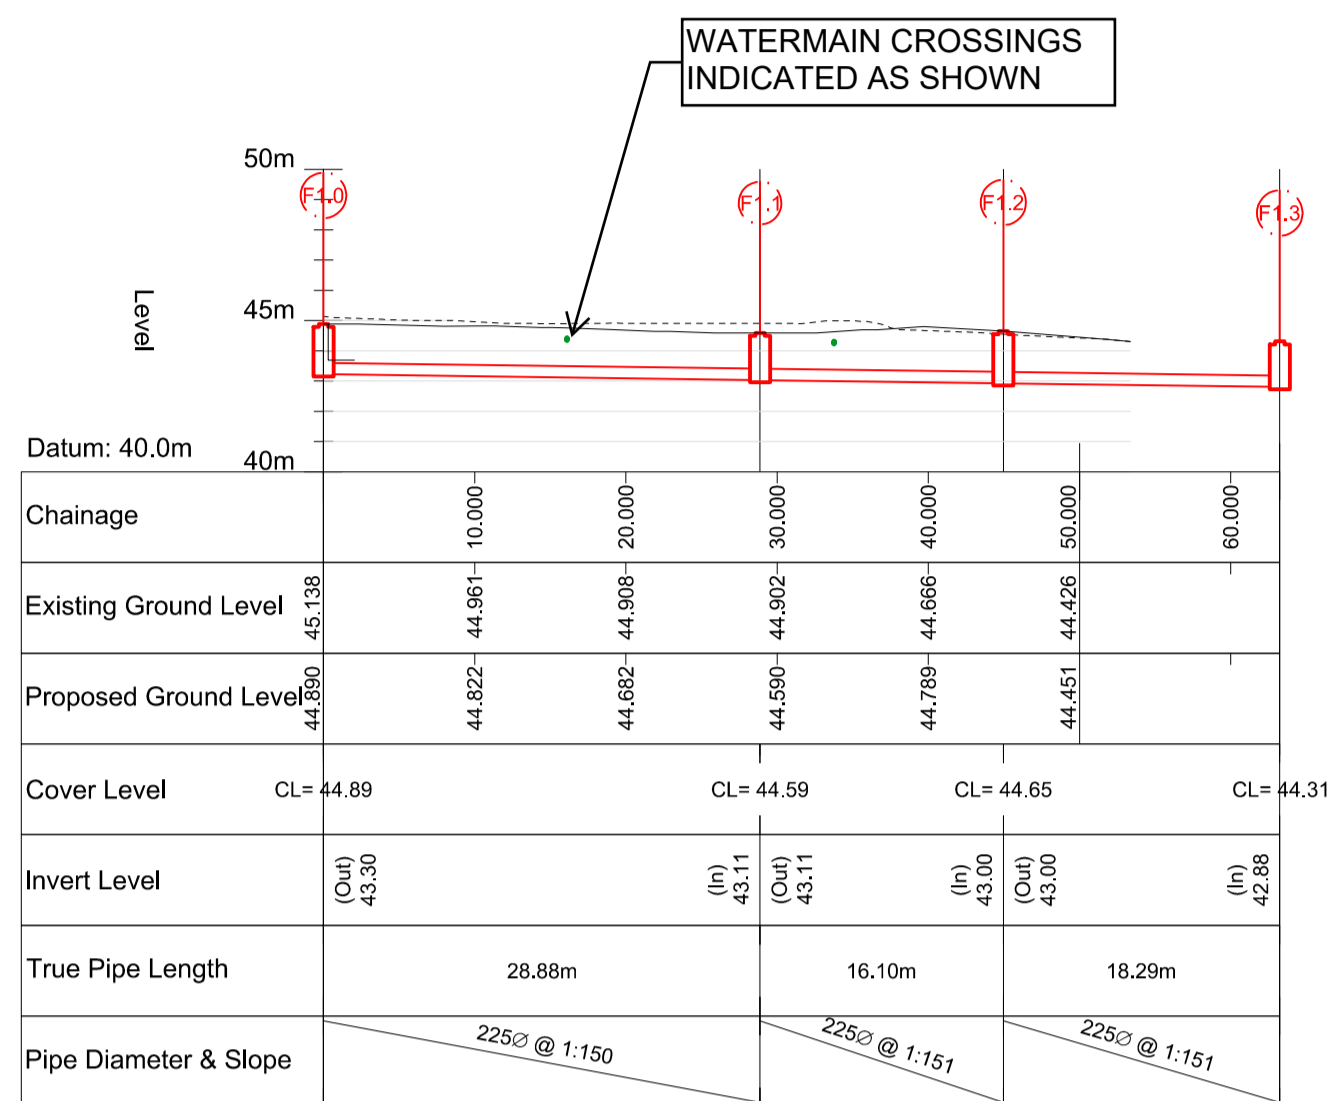 WATERMAIN CROSSINGS
INDICATED AS SHOWN
50m
F1.0
F1.1
F1.2
F1.3
Level
45m
Datum: 40.0m
40m
Chainage
10.000
20.000
30.000
40.000
50.000
60.000
Existing Ground Level
45.138
44.961
44.908
44.902
44.666
44.426
Proposed Ground Level
44.890
44.822
44.682
44.590
44.789
44.451
Cover Level
CL= 44.89
CL= 44.59
CL= 44.65
CL= 44.31
Invert Level
(Out)
43.30
(In)
43.11
(Out)
43.11
(In)
43.00
(Out)
43.00
(In)
42.88
True Pipe Length
28.88m
16.10m
18.29m
Pipe Diameter & Slope
225∅ @ 1:150
225∅ @ 1:151
225∅ @ 1:151